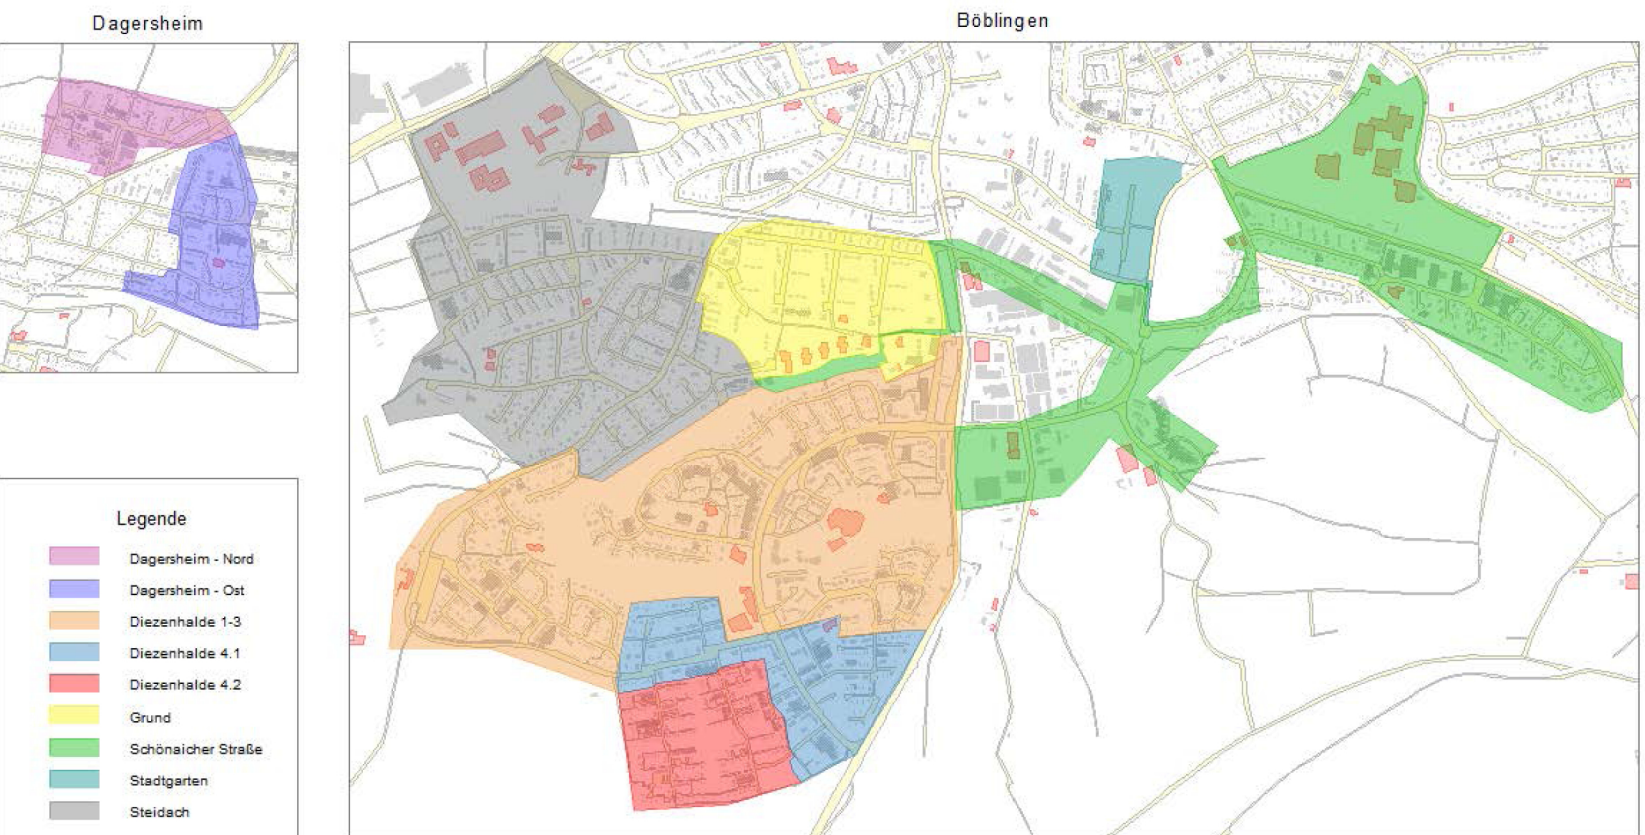 Dagersheim
Böblingen
Legende
Dagersheim - Nord
Dagersheim - Ost
Diezenhalde 1-3
Diezenhalde 4.1
Diezenhalde 4.2
Grund
Schönaicher Straße
Stadtgarten
Steidach